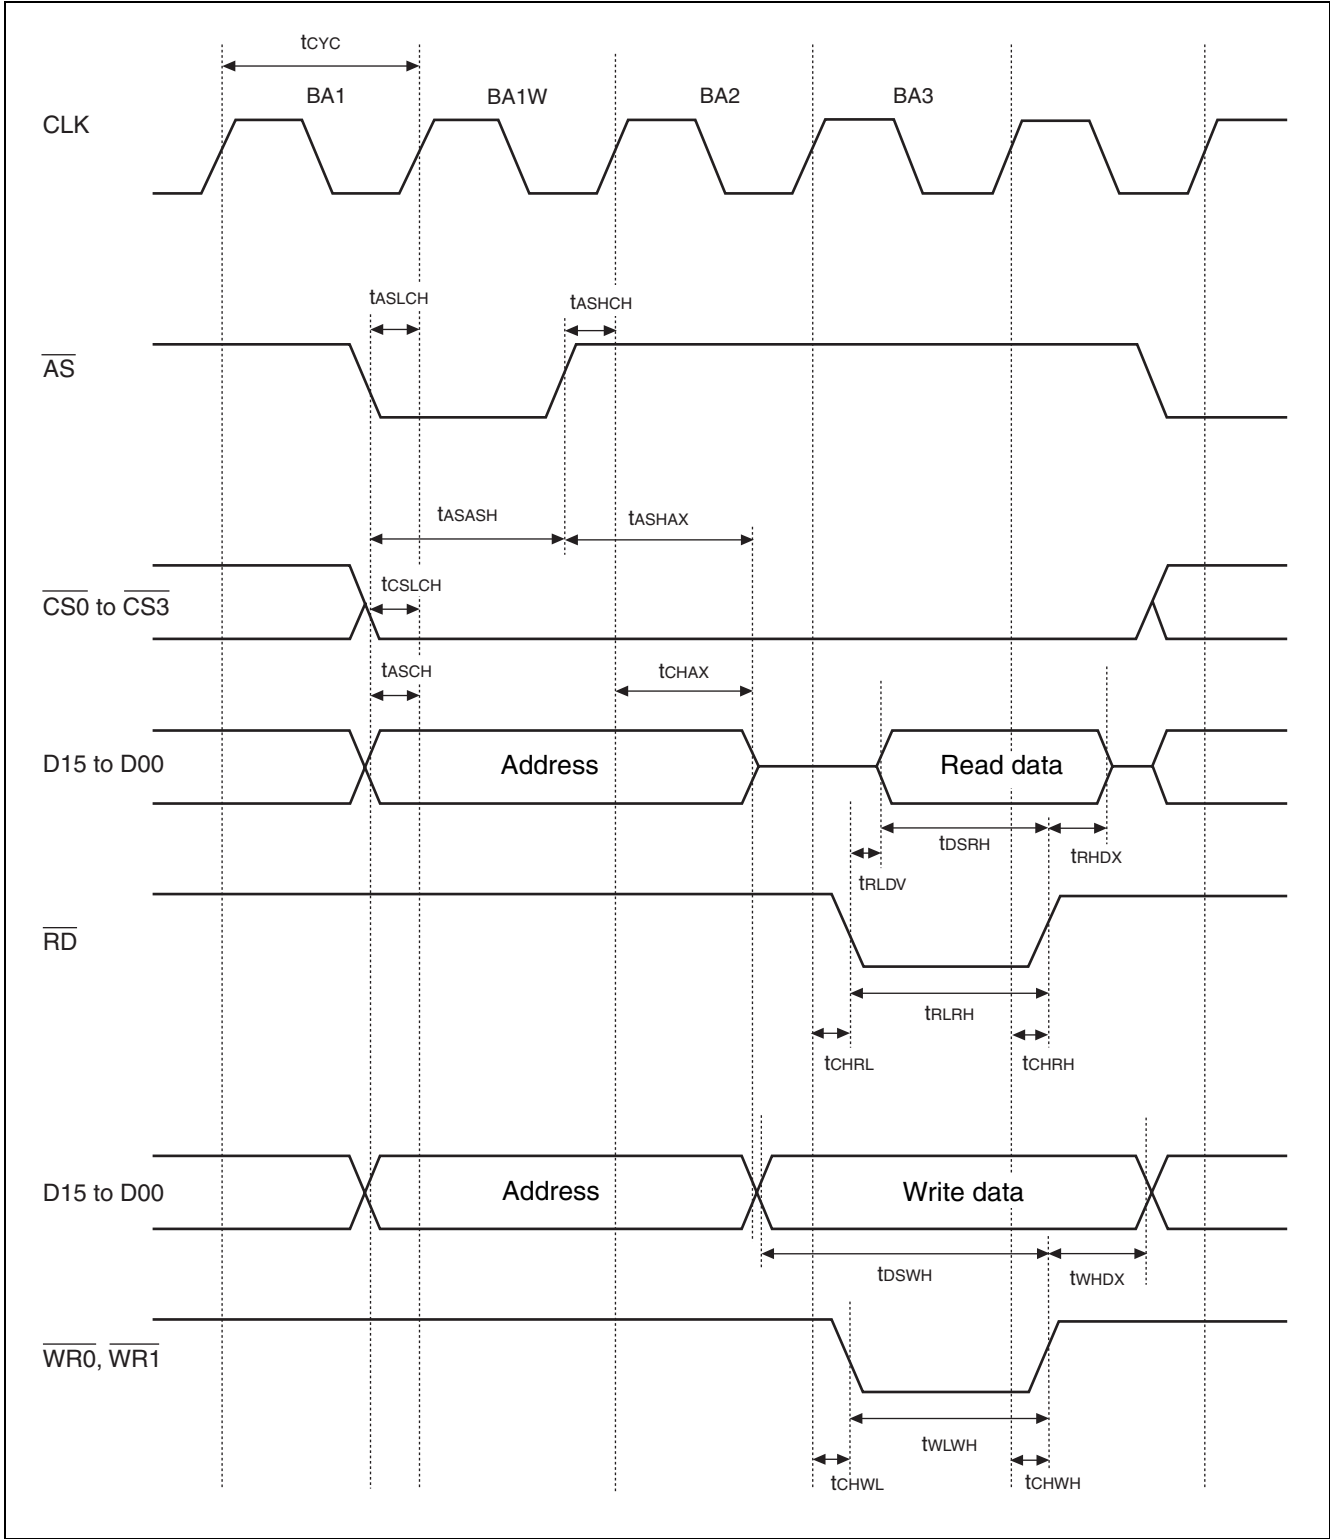 tCYC
BA1 BA1W BA2 BA3
CLK
tASLCH tASHCH
AS
tASASH tASHAX
tCSLCH
CS0 to CS3
tASCH tCHAX
D15 to D00 Address Read data
tDSRH tRHDX
tRLDV
RD
tRLRH
tCHRL tCHRH
D15 to D00 Address Write data
tDSWH tWHDX
WR0, WR1
tWLWH
tCHWL tCHWH